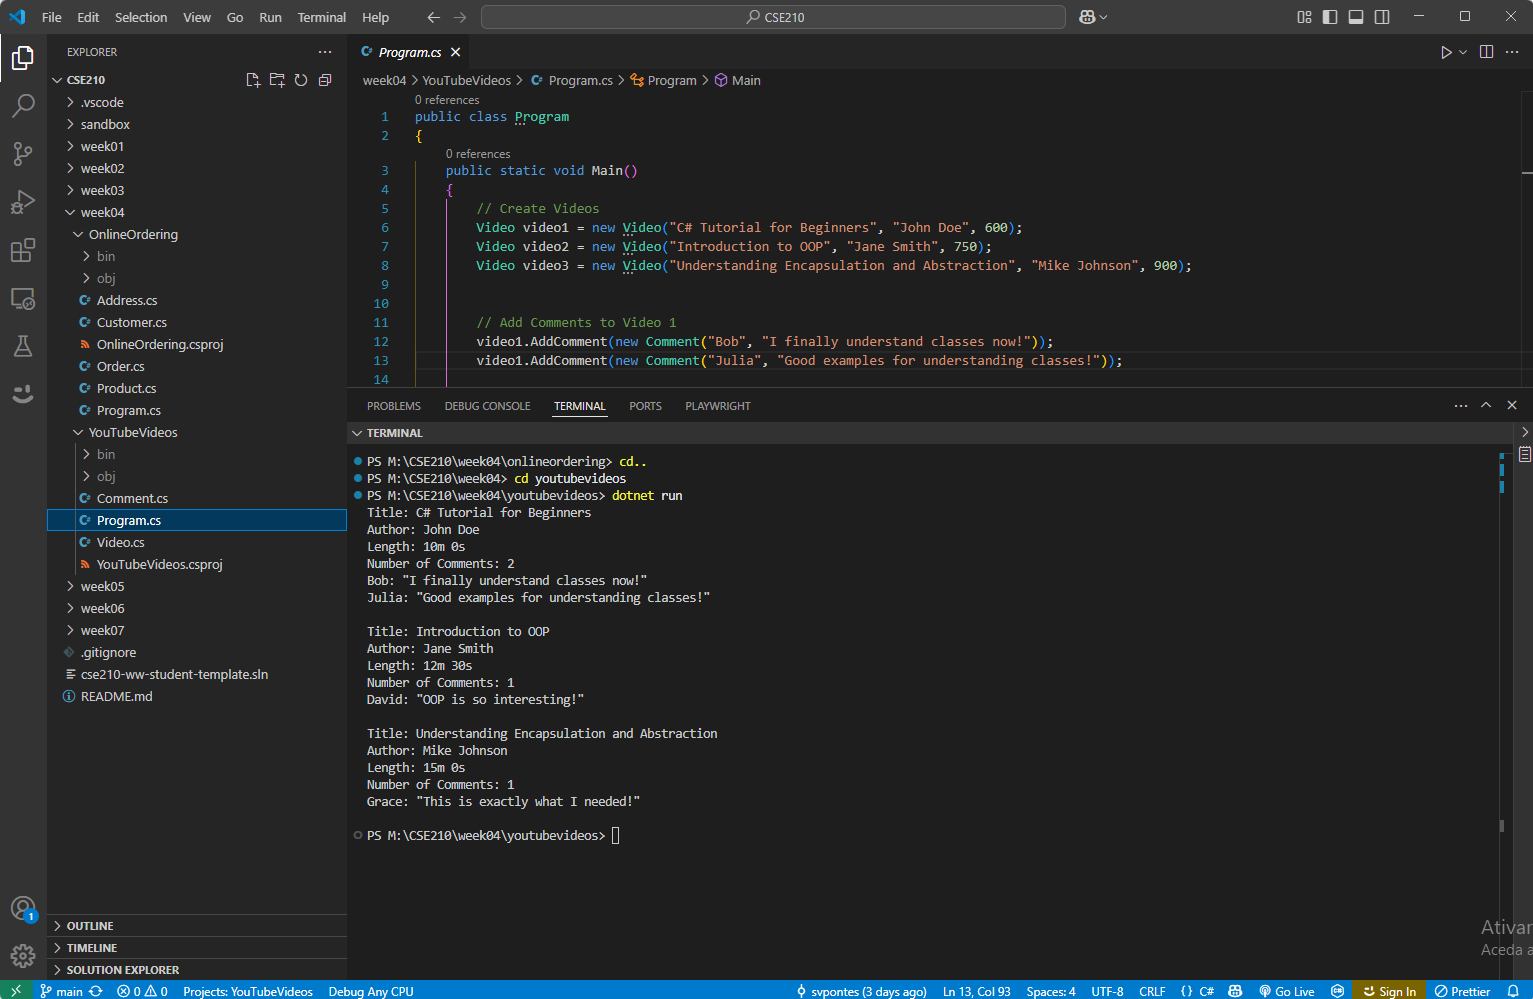 File Edit Selection View Go Run Terminal Help
CSE210
EXPLORER
CSE210
.vscode
sandbox
week01
week02
week03
week04
OnlineOrdering
bin
obj
Address.cs
Customer.cs
OnlineOrdering.csproj
Order.cs
Product.cs
Program.cs
YouTubeVideos
bin
obj
Comment.cs
Program.cs
Video.cs
YouTubeVideos.csproj
week05
week06
week07
.gitignore
cse210-ww-student-template.sln
README.md
OUTLINE
TIMELINE
SOLUTION EXPLORER
Program.cs
week04 > YouTubeVideos > Program.cs > Program > Main
0 references
1 public class Program
2 {
0 references
3 public static void Main()
4 {
5 // Create Videos
6 Video video1 = new Video("C# Tutorial for Beginners", "John Doe", 600);
7 Video video2 = new Video("Introduction to OOP", "Jane Smith", 750);
8 Video video3 = new Video("Understanding Encapsulation and Abstraction", "Mike Johnson", 900);
9
10
11 // Add Comments to Video 1
12 video1.AddComment(new Comment("Bob", "I finally understand classes now!"));
13 video1.AddComment(new Comment("Julia", "Good examples for understanding classes!"));
14
PROBLEMS DEBUG CONSOLE TERMINAL PORTS PLAYWRIGHT
TERMINAL
PS M:\CSE210\week04\onlineordering> cd..
PS M:\CSE210\week04> cd youtubevideos
PS M:\CSE210\week04\youtubevideos> dotnet run
Title: C# Tutorial for Beginners
Author: John Doe
Length: 10m 0s
Number of Comments: 2
Bob: "I finally understand classes now!"
Julia: "Good examples for understanding classes!"
Title: Introduction to OOP
Author: Jane Smith
Length: 12m 30s
Number of Comments: 1
David: "OOP is so interesting!"
Title: Understanding Encapsulation and Abstraction
Author: Mike Johnson
Length: 15m 0s
Number of Comments: 1
Grace: "This is exactly what I needed!"
PS M:\CSE210\week04\youtubevideos>
Ativar
Aceda a
1
main 0 0 Projects: YouTubeVideos Debug Any CPU svpontes (3 days ago) Ln 13, Col 93 Spaces: 4 UTF-8 CRLF {} C# Go Live Sign In Prettier